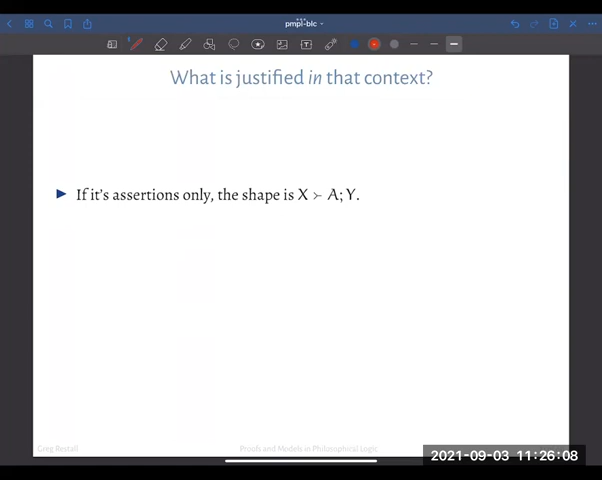 pmpl-blc
What is justified in that context?
If it's assertions only, the shape is X ≻ A; Y.
Greg Restall
Proofs and Models in Philosophical Logic
2021-09-03 11:26:08